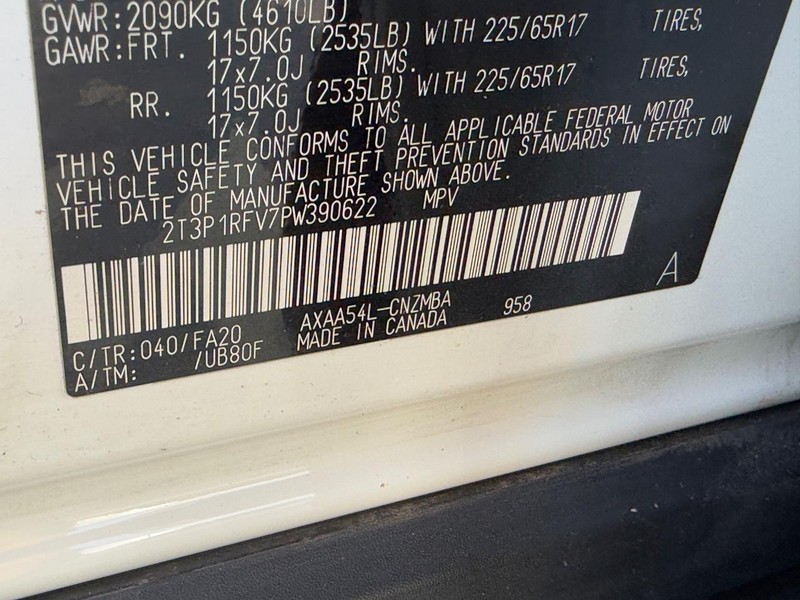 GVWR: 2090KG (4610LB)
GAWR: FRT. 1150KG (2535LB) WITH 225/65R17 TIRES,
17x7.0J RIMS.
RR. 1150KG (2535LB) WITH 225/65R17 TIRES,
17x7.0J RIMS.
THIS VEHICLE CONFORMS TO ALL APPLICABLE FEDERAL MOTOR
VEHICLE SAFETY AND THEFT PREVENTION STANDARDS IN EFFECT ON
THE DATE OF MANUFACTURE SHOWN ABOVE.
2T3P1RFV7PW390622 MPV
A
C/TR: 040/FA20 AXAA54L-CNZMBA 958
A/TM: /UB80F MADE IN CANADA